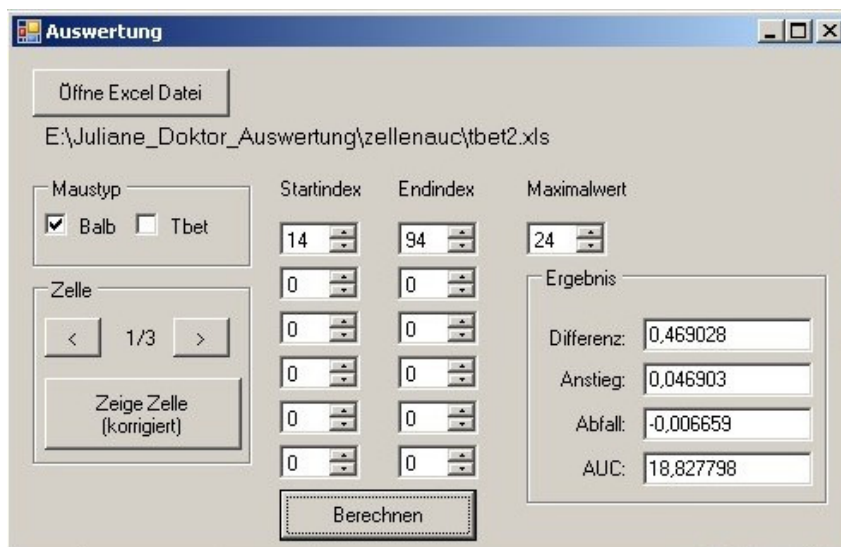 Auswertung
Öffne Excel Datei
E:\Juliane_Doktor_Auswertung\zellenauc\tbet2.xls
Maustyp
Balb Tbet
Startindex Endindex Maximalwert
14 94 24
0 0
0 0
0 0
0 0
0 0
Zelle
< 1/3 >
Zeige Zelle
(korrigiert)
Ergebnis
Differenz: 0,469028
Anstieg: 0,046903
Abfall: -0,006659
AUC: 18,827798
Berechnen